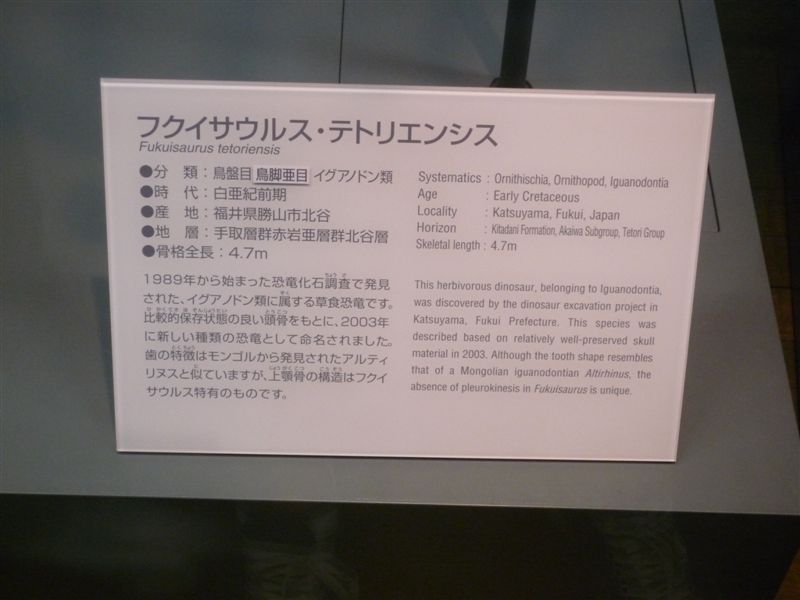 フクイサウルス・テトリエンシス
Fukuisaurus tetoriensis
●分 類：鳥盤目 鳥脚亜目 イグアノドン類
●時 代：白亜紀前期
●産 地：福井県勝山市北谷
●地 層：手取層群赤岩亜層群北谷層
●骨格全長：4.7m
1989年から始まった恐竜化石調査で発見
された、イグアノドン類に属する草食恐竜です。
比較的保存状態の良い頭骨をもとに、2003年
に新しい種類の恐竜として命名されました。
歯の特徴はモンゴルから発見されたアルティ
リヌスと似ていますが、上顎骨の構造はフクイ
サウルス特有のものです。
Systematics : Ornithischia, Ornithopod, Iguanodontia
Age : Early Cretaceous
Locality : Katsuyama, Fukui, Japan
Horizon : Kitadani Formation, Akaiwa Subgroup, Tetori Group
Skeletal length : 4.7m
This herbivorous dinosaur, belonging to Iguanodontia,
was discovered by the dinosaur excavation project in
Katsuyama, Fukui Prefecture. This species was
described based on relatively well-preserved skull
material in 2003. Although the tooth shape resembles
that of a Mongolian iguanodontian Altirhinus, the
absence of pleurokinesis in Fukuisaurus is unique.